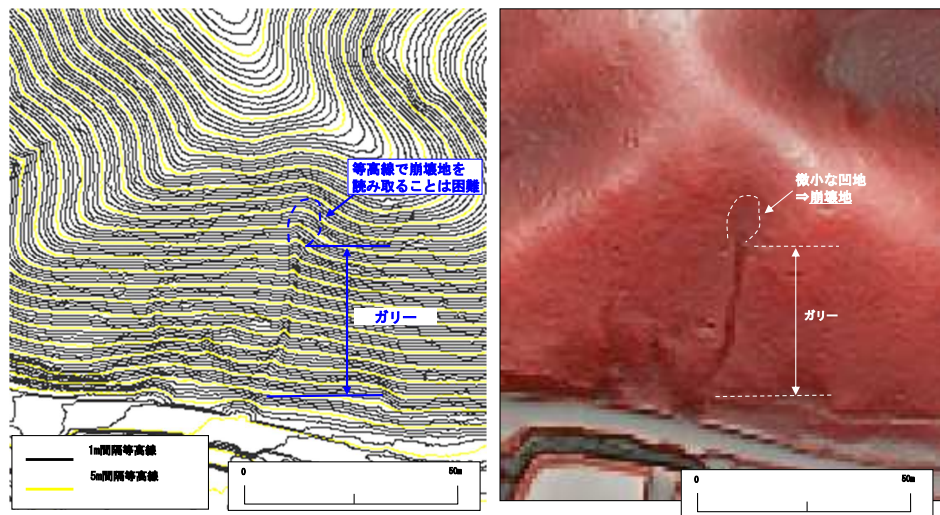 等高線で崩壊地を
読み取ることは困難
ガリー
1m間隔等高線
5m間隔等高線
0 50m
微小な凹地
⇒崩壊地
ガリー
0 50m